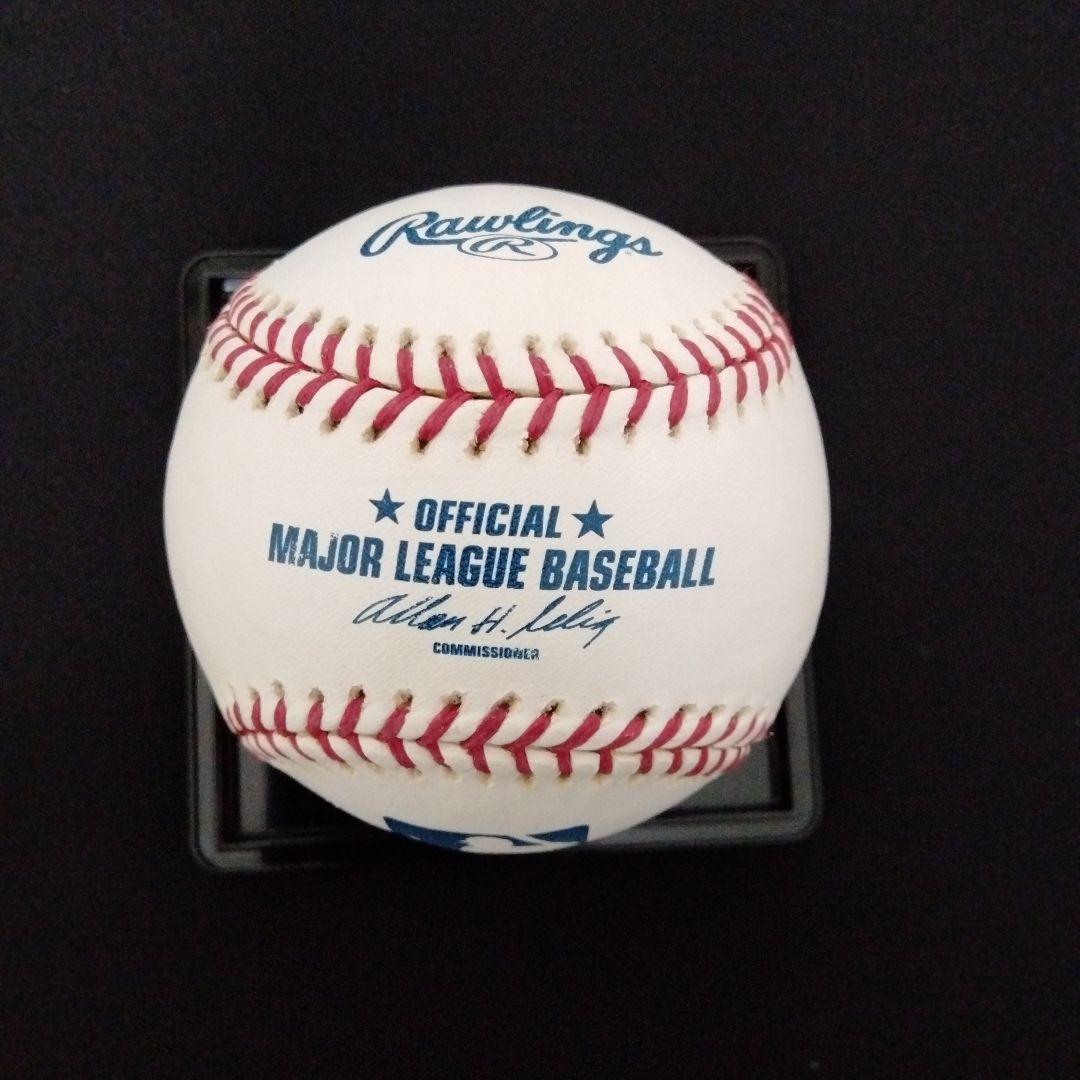 Rawlings
R
OFFICIAL
MAJOR LEAGUE BASEBALL
Allan H. Selig
COMMISSIONER